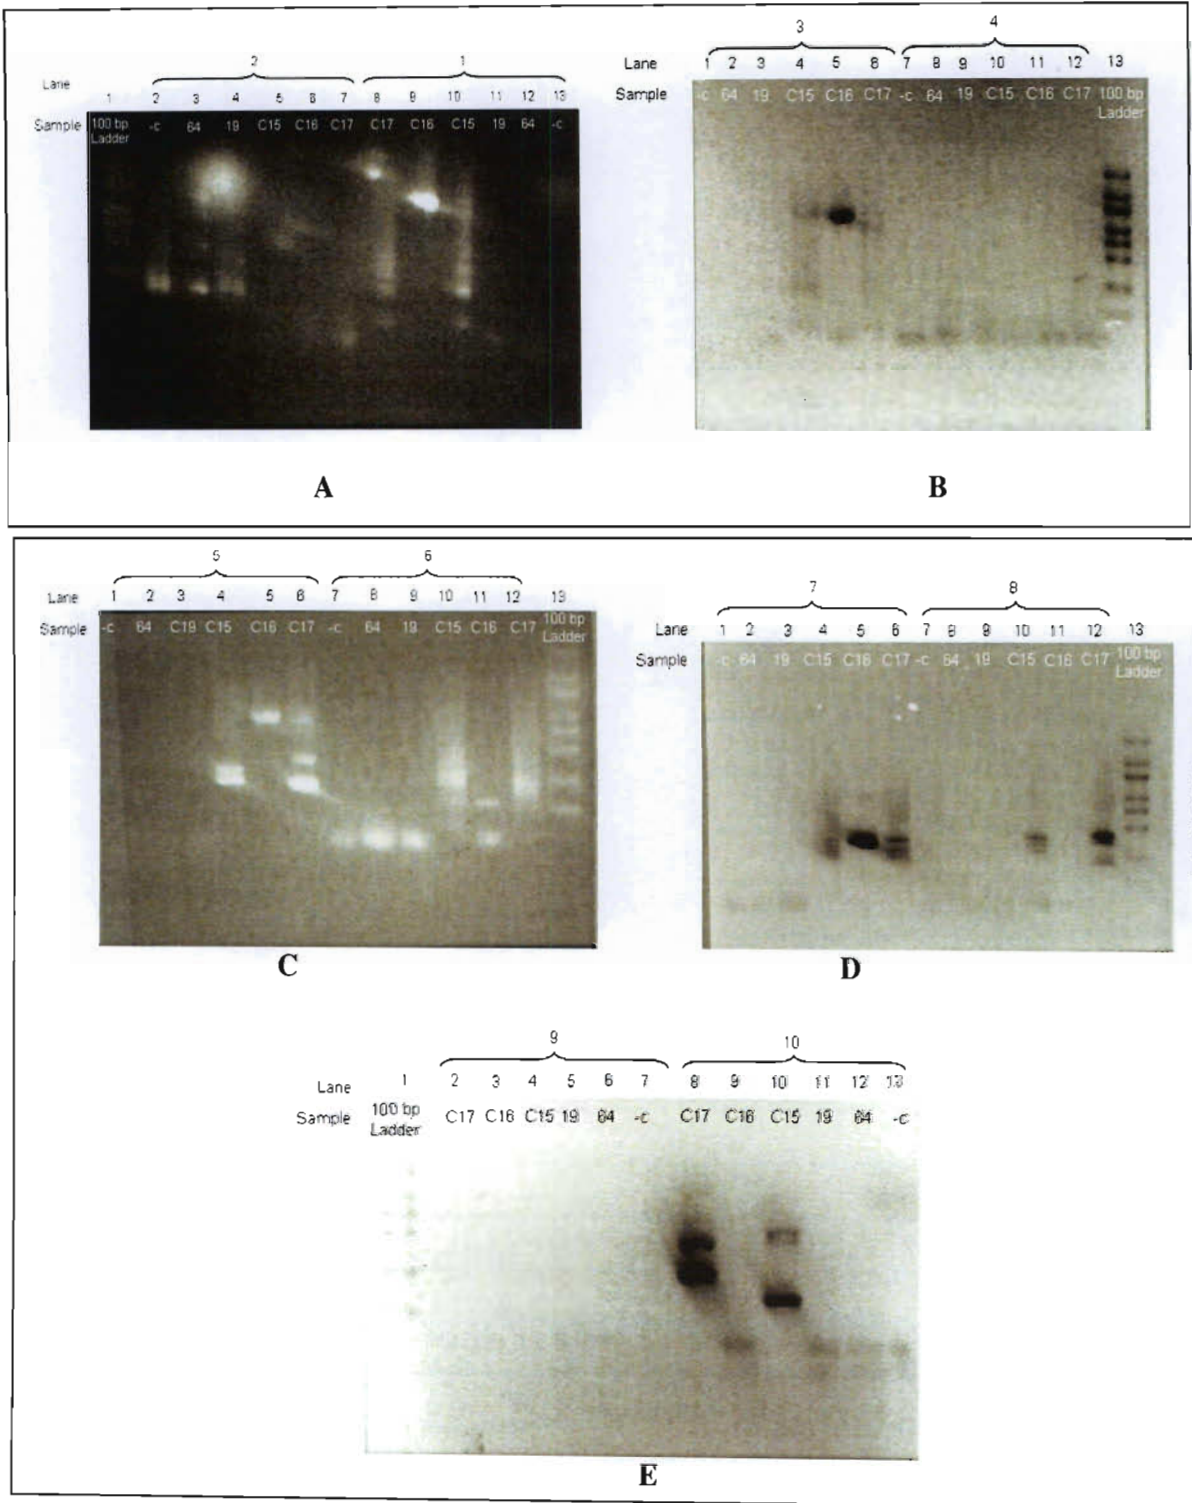 2 1
Lane 1 2 3 4 5 6 7 8 9 10 11 12 13
Sample 100 bp Ladder -c 64 19 C15 C16 C17 C17 C16 C15 19 64 -c
A
3 4
Lane 1 2 3 4 5 6 7 8 9 10 11 12 13
Sample -c 64 19 C15 C16 C17 -c 64 19 C15 C16 C17 100 bp Ladder
B
5 6
Lane 1 2 3 4 5 6 7 8 9 10 11 12 13
Sample -c 64 C19 C15 C16 C17 -c 64 19 C15 C16 C17 100 bp Ladder
C
7 8
Lane 1 2 3 4 5 6 7 8 9 10 11 12 13
Sample -c 64 19 C15 C16 C17 -c 64 19 C15 C16 C17 100 bp Ladder
D
9 10
Lane 1 2 3 4 5 6 7 8 9 10 11 12 13
Sample 100 bp Ladder C17 C16 C15 19 64 -c C17 C16 C15 19 64 -c
E